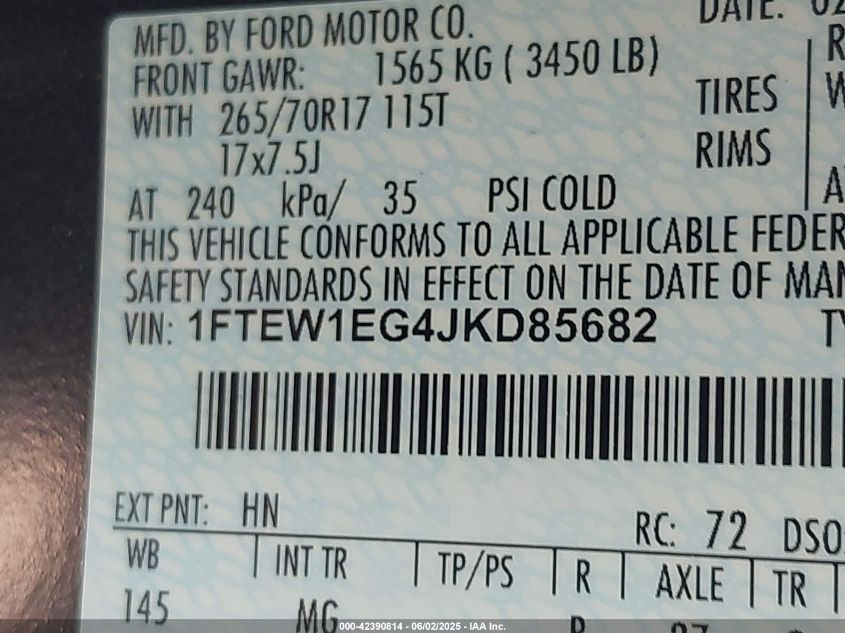 DATE: 02
MFD. BY FORD MOTOR CO.
FRONT GAWR: 1565 KG ( 3450 LB) R
WITH 265/70R17 115T TIRES W
17x7.5J RIMS
AT 240 kPa/ 35 PSI COLD A
THIS VEHICLE CONFORMS TO ALL APPLICABLE FEDER
SAFETY STANDARDS IN EFFECT ON THE DATE OF MAN
VIN: 1FTEW1EG4JKD85682 TY
EXT PNT: HN RC: 72 DSO:
WB INT TR TP/PS R AXLE TR
145 MG
000-42390814 - 06/02/2025 - IAA Inc.